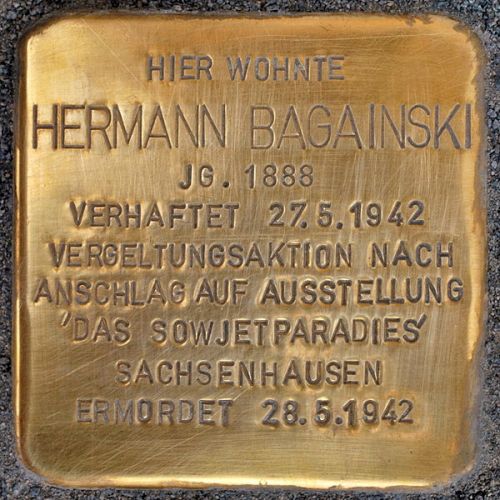 HIER WOHNTE
HERMANN BAGAINSKI
JG. 1888
VERHAFTET 27.5.1942
VERGELTUNGSAKTION NACH
ANSCHLAG AUF AUSSTELLUNG
'DAS SOWJETPARADIES'
SACHSENHAUSEN
ERMORDET 28.5.1942